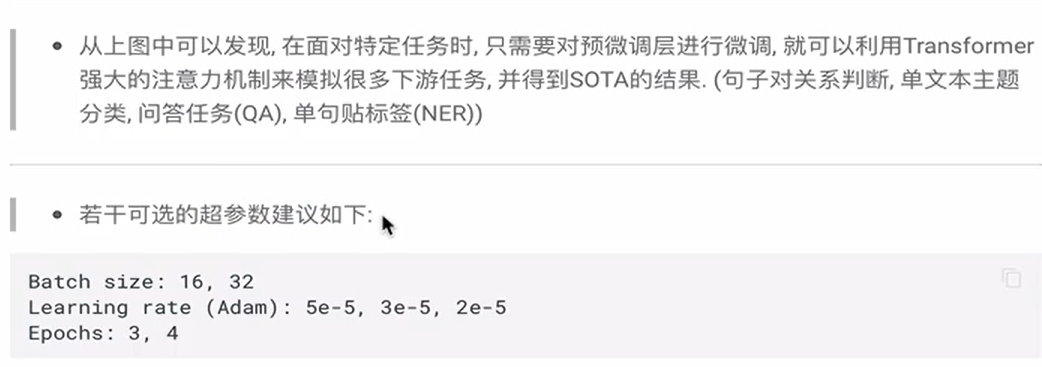 • 从上图中可以发现, 在面对特定任务时, 只需要对预微调层进行微调, 就可以利用Transformer
强大的注意力机制来模拟很多下游任务, 并得到SOTA的结果. (句子对关系判断, 单文本主题
分类, 问答任务(QA), 单句贴标签(NER))
• 若干可选的超参数建议如下:
Batch size: 16, 32
Learning rate (Adam): 5e-5, 3e-5, 2e-5
Epochs: 3, 4